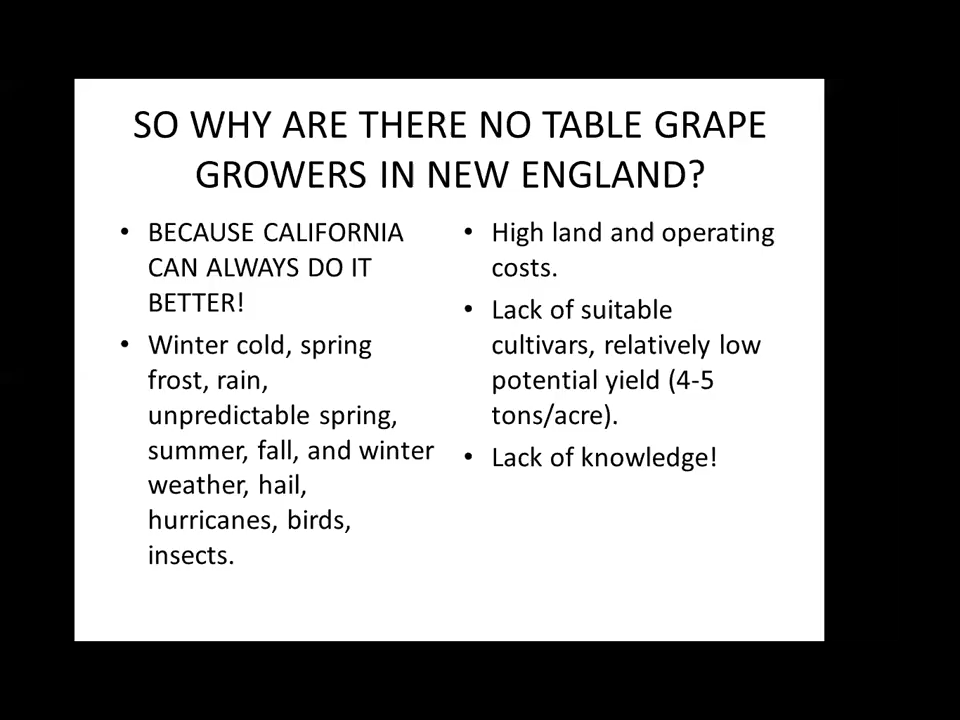 SO WHY ARE THERE NO TABLE GRAPE
GROWERS IN NEW ENGLAND?
• BECAUSE CALIFORNIA
CAN ALWAYS DO IT
BETTER!
• Winter cold, spring
frost, rain,
unpredictable spring,
summer, fall, and winter
weather, hail,
hurricanes, birds,
insects.
• High land and operating
costs.
• Lack of suitable
cultivars, relatively low
potential yield (4-5
tons/acre).
• Lack of knowledge!